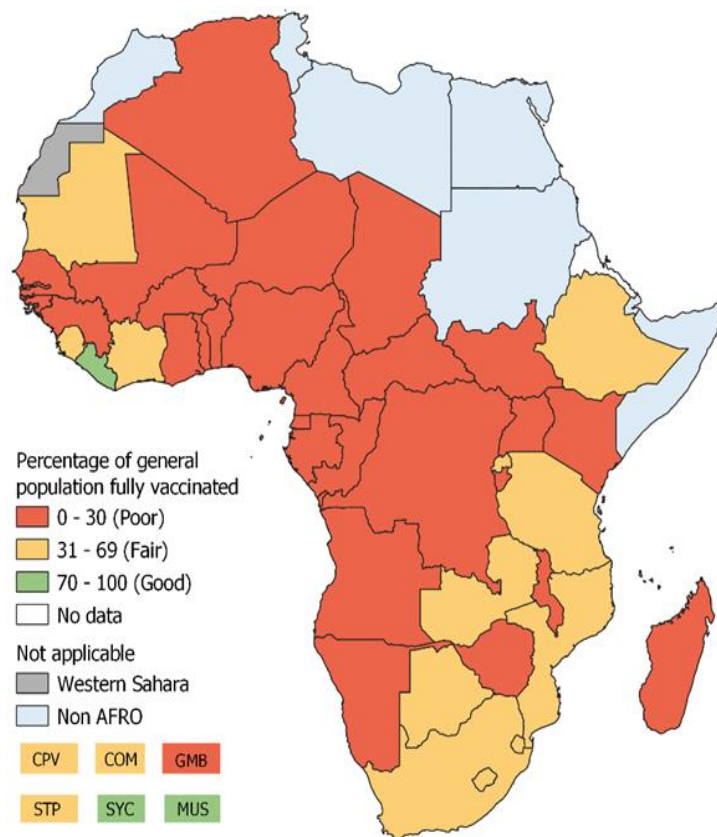 Percentage of general
population fully vaccinated
0 - 30 (Poor)
31 - 69 (Fair)
70 - 100 (Good)
No data
Not applicable
Western Sahara
Non AFRO
CPV COM GMB
STP SYC MUS